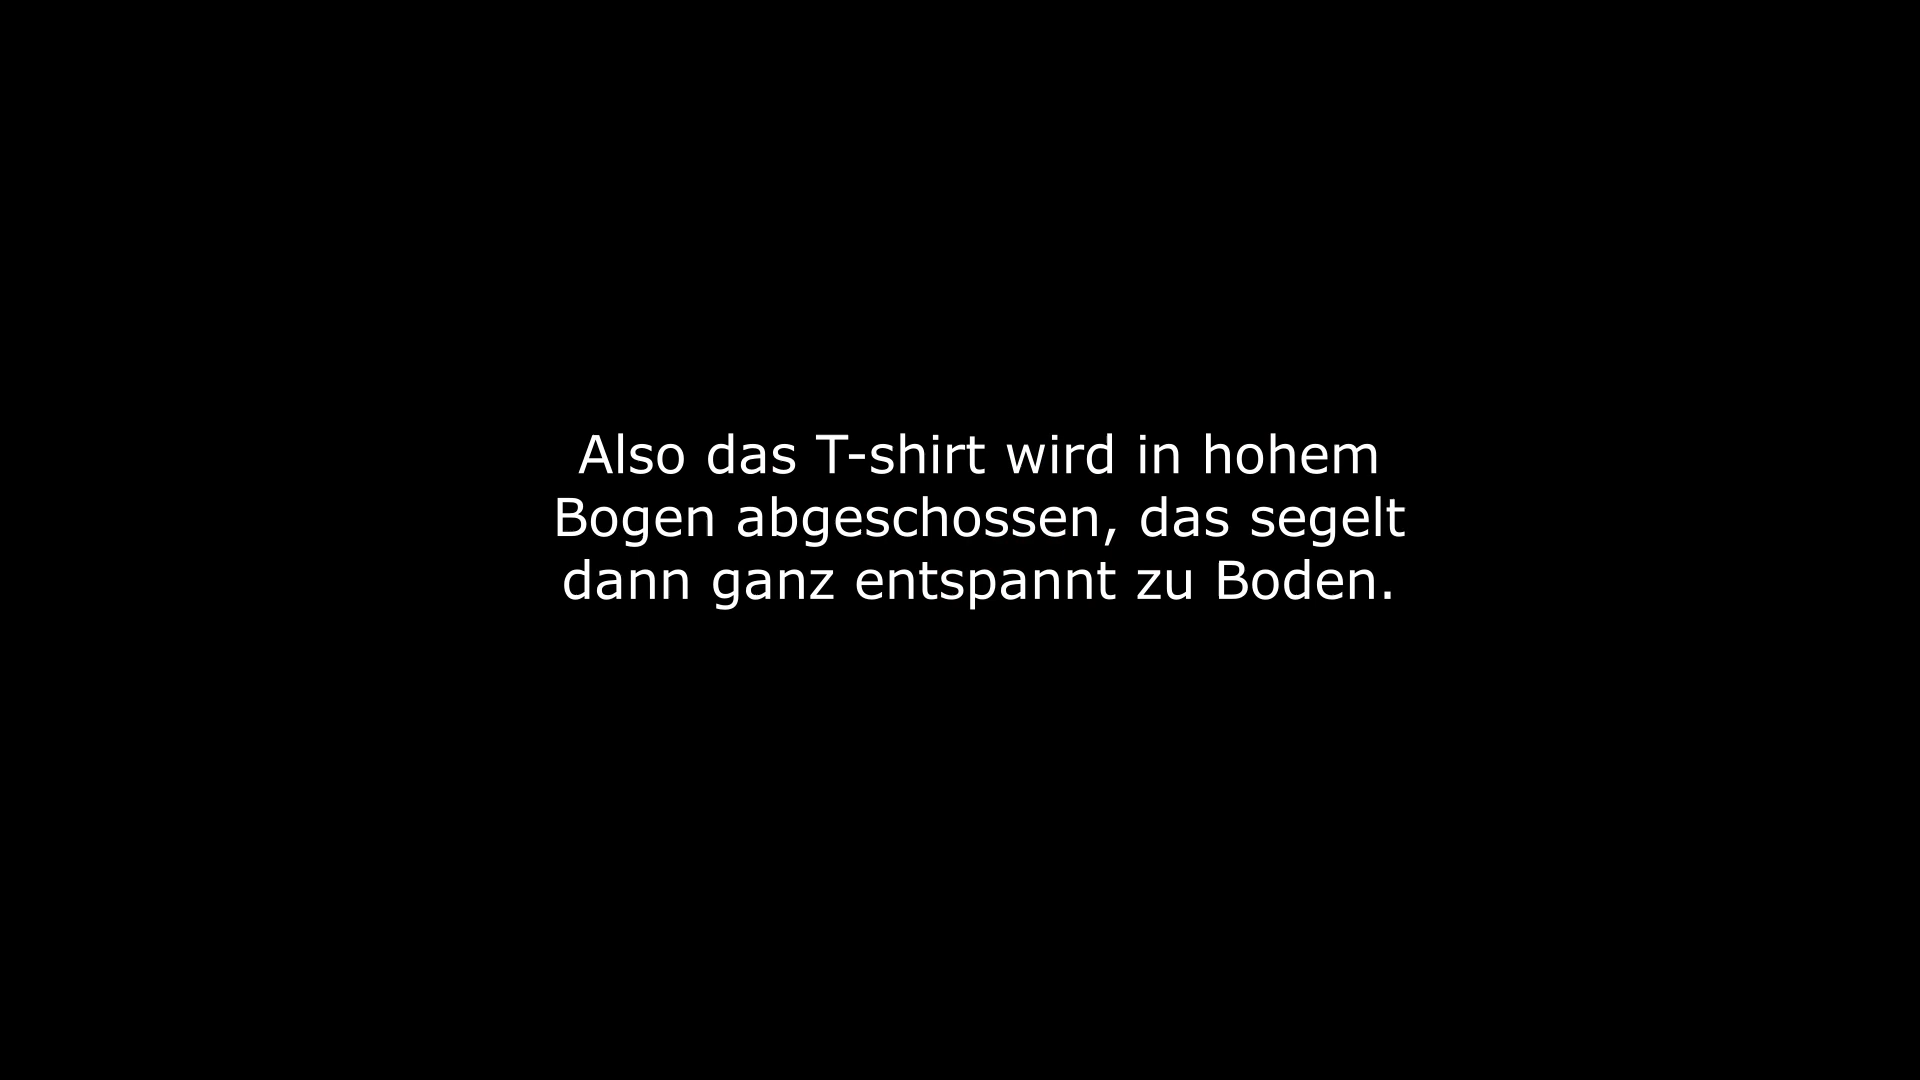 Also das T-shirt wird in hohem
Bogen abgeschossen, das segelt
dann ganz entspannt zu Boden.